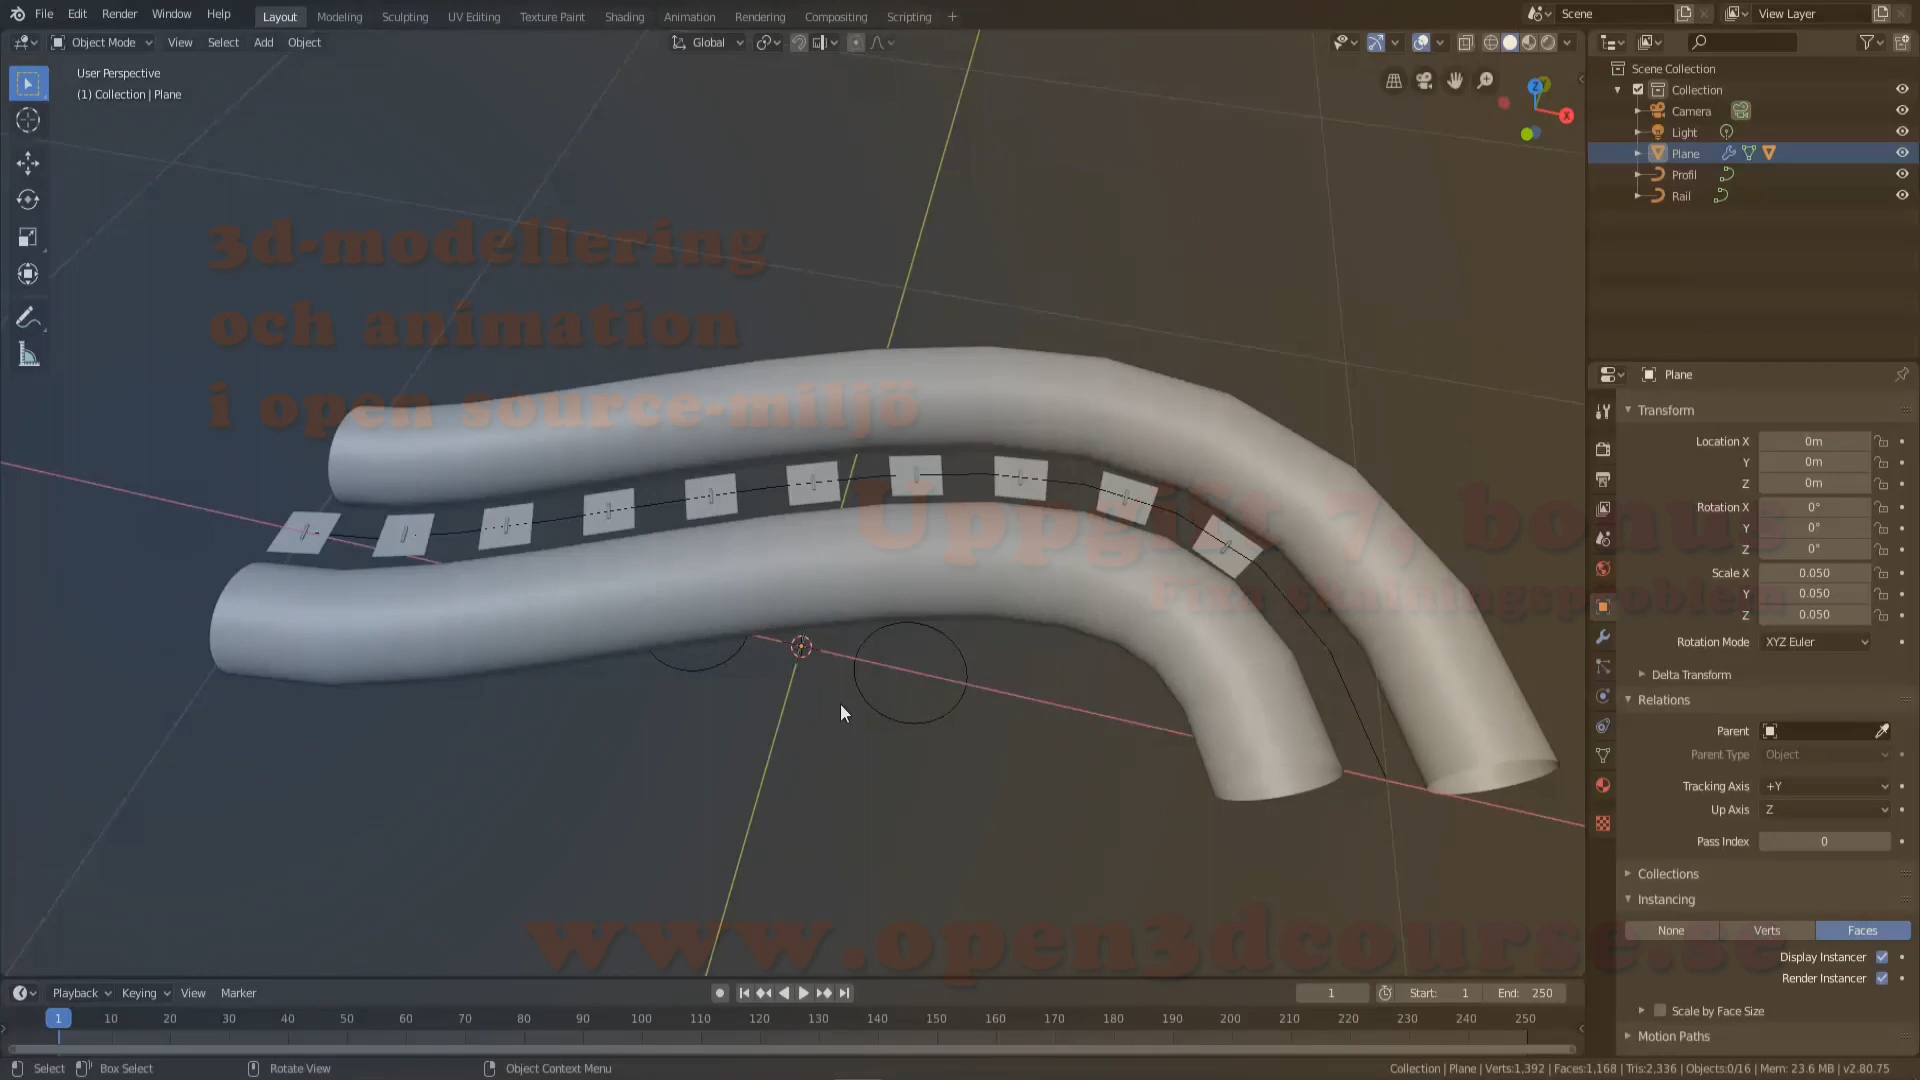 File Edit Render Window Help Layout Modeling Sculpting UV Editing Texture Paint Shading Animation Rendering Compositing Scripting + Scene View Layer
Object Mode View Select Add Object Global
User Perspective
(1) Collection | Plane
Z
X
Scene Collection
Collection
Camera
Light
Plane
Profil
Rail
3d-modellering
och animation
i open source-miljö
Uppgift 7, bonus
Fixa skalningsproblem
www.open3dcourse.se
Plane
Transform
Location X 0m
Y 0m
Z 0m
Rotation X 0°
Y 0°
Z 0°
Scale X 0.050
Y 0.050
Z 0.050
Rotation Mode XYZ Euler
Delta Transform
Relations
Parent
Parent Type Object
Tracking Axis +Y
Up Axis Z
Pass Index 0
Collections
Instancing
None Verts Faces
Display Instancer
Render Instancer
Scale by Face Size
Motion Paths
Playback Keying View Marker 1 Start: 1 End: 250
1 10 20 30 40 50 60 70 80 90 100 110 120 130 140 150 160 170 180 190 200 210 220 230 240 250
Select Box Select Rotate View Object Context Menu Collection | Plane | Verts:1,392 | Faces:1,168 | Tris:2,336 | Objects:0/16 | Mem: 23.6 MB | v2.80.75